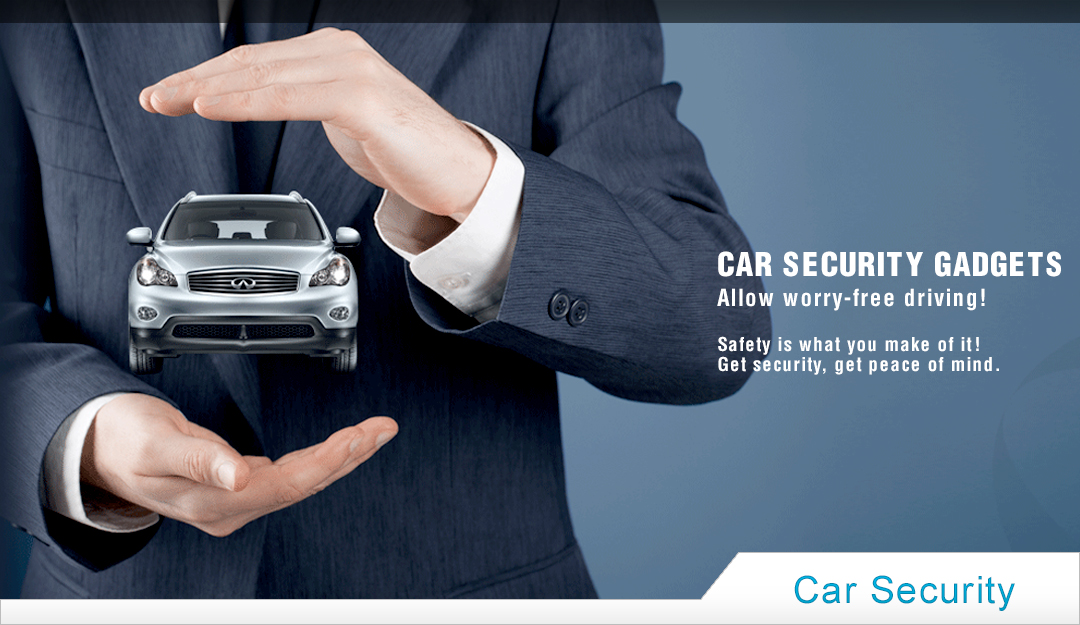 CAR SECURITY GADGETS
Allow worry-free driving!
Safety is what you make of it!
Get security, get peace of mind.
Car Security